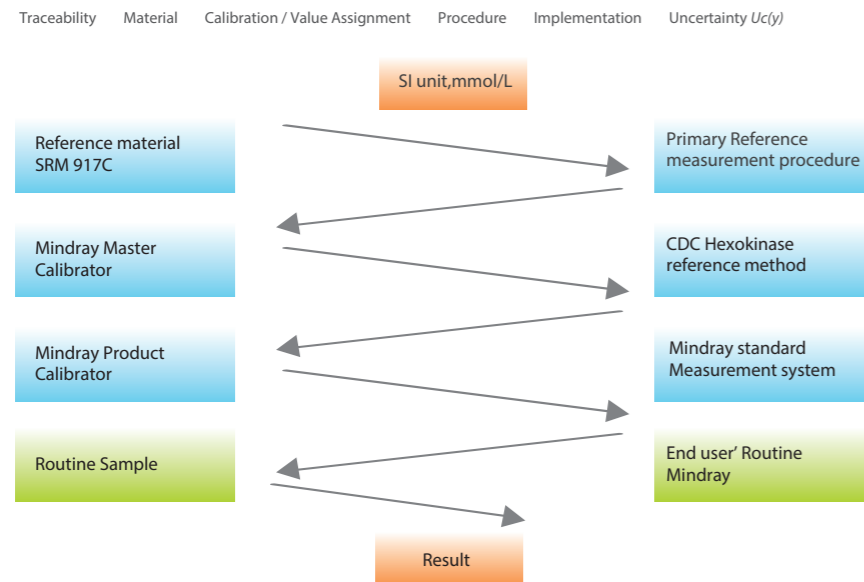 Traceability Material Calibration / Value Assignment Procedure Implementation Uncertainty Uc(y)
SI unit,mmol/L
Reference material
SRM 917C
Primary Reference
measurement procedure
Mindray Master
Calibrator
CDC Hexokinase
reference method
Mindray Product
Calibrator
Mindray standard
Measurement system
Routine Sample
End user' Routine
Mindray
Result